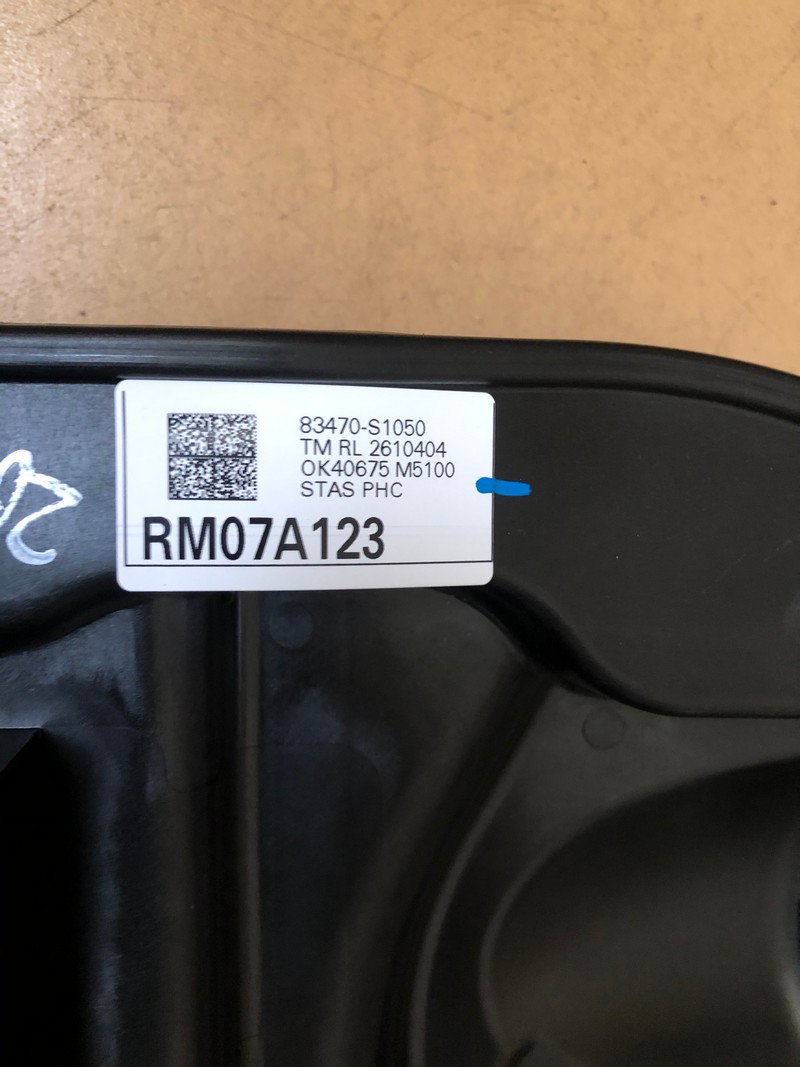 83470-S1050
TM RL 2610404
OK40675 M5100
STAS PHC
RM07A123